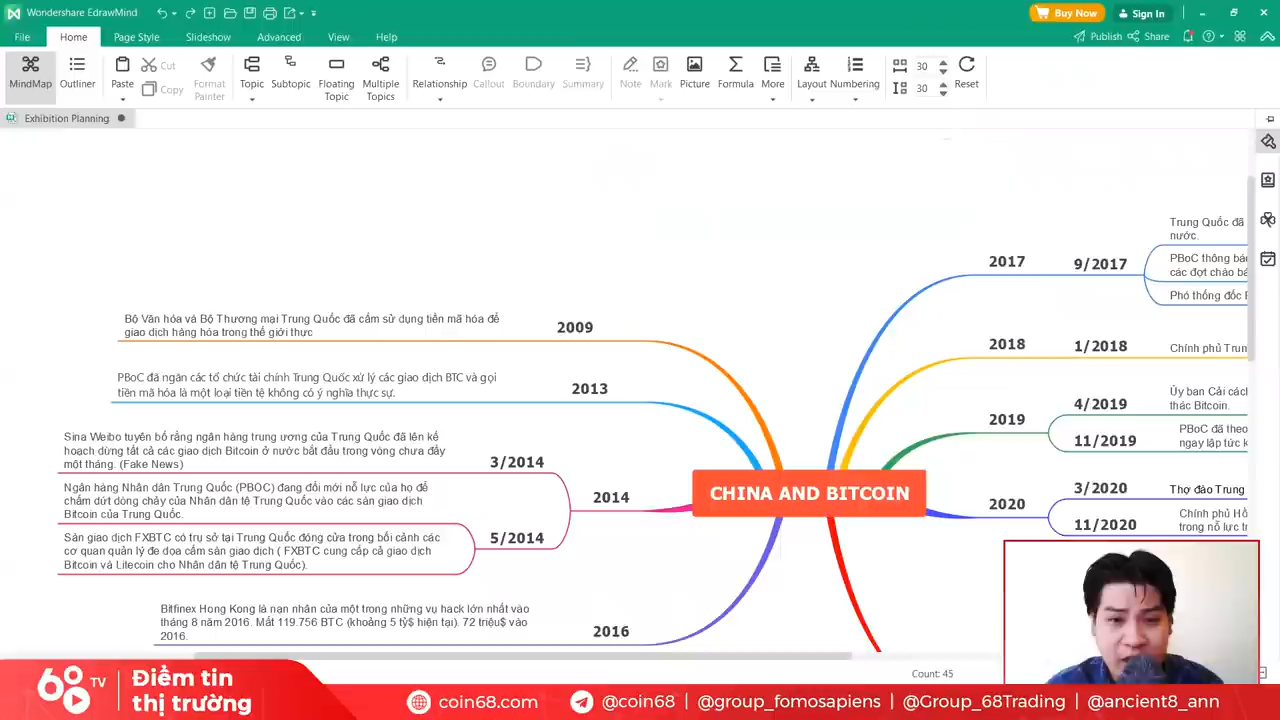 Wondershare EdrawMind
Buy Now
Sign In
File
Home
Page Style
Slideshow
Advanced
View
Help
Publish
Share
MindMap
Outliner
Paste
Cut
Copy
Format
Painter
Topic
Subtopic
Floating
Topic
Multiple
Topics
Relationship
Callout
Boundary
Summary
Note
Mark
Picture
Formula
More
Layout
Numbering
30
30
Reset
Exhibition Planning
CHINA AND BITCOIN
2009
Bộ Văn hóa và Bộ Thương mại Trung Quốc đã cấm sử dụng tiền mã hóa để
giao dịch hàng hóa trong thế giới thực
2013
PBoC đã ngăn các tổ chức tài chính Trung Quốc xử lý các giao dịch BTC và gọi
tiền mã hóa là một loại tiền tệ không có ý nghĩa thực sự.
2014
3/2014
Sina Weibo tuyên bố rằng ngân hàng trung ương của Trung Quốc đã lên kế
hoạch dừng tất cả các giao dịch Bitcoin ở nước bắt đầu trong vòng chưa đầy
một tháng. (Fake News)
5/2014
Ngân hàng Nhân dân Trung Quốc (PBOC) đang đổi mới nỗ lực của họ để
chấm dứt dòng chảy của Nhân dân tệ Trung Quốc vào các sàn giao dịch
Bitcoin của Trung Quốc.
Sàn giao dịch FXBTC có trụ sở tại Trung Quốc đóng cửa trong bối cảnh các
cơ quan quản lý đe dọa cấm sàn giao dịch ( FXBTC cung cấp cả giao dịch
Bitcoin và Litecoin cho Nhân dân tệ Trung Quốc).
2016
Bitfinex Hong Kong là nạn nhân của một trong những vụ hack lớn nhất vào
tháng 8 năm 2016. Mất 119.756 BTC (khoảng 5 tỷ$ hiện tại). 72 triệu$ vào
2016.
2017
9/2017
Trung Quốc đã
nước.
PBoC thông báo
các đợt chào bá
Phó thống đốc
2018
1/2018
Chính phủ Trun
2019
4/2019
Ủy ban Cải cách
thác Bitcoin.
11/2019
PBoC đã theo
ngay lập tức k
2020
3/2020
Thợ đào Trung
11/2020
Chính phủ Hồ
trong nỗ lực t
Count: 45
68 TV
Điểm tin
thị trường
coin68.com
@coin68 | @group_fomosapiens | @Group_68Trading | @ancient8_ann